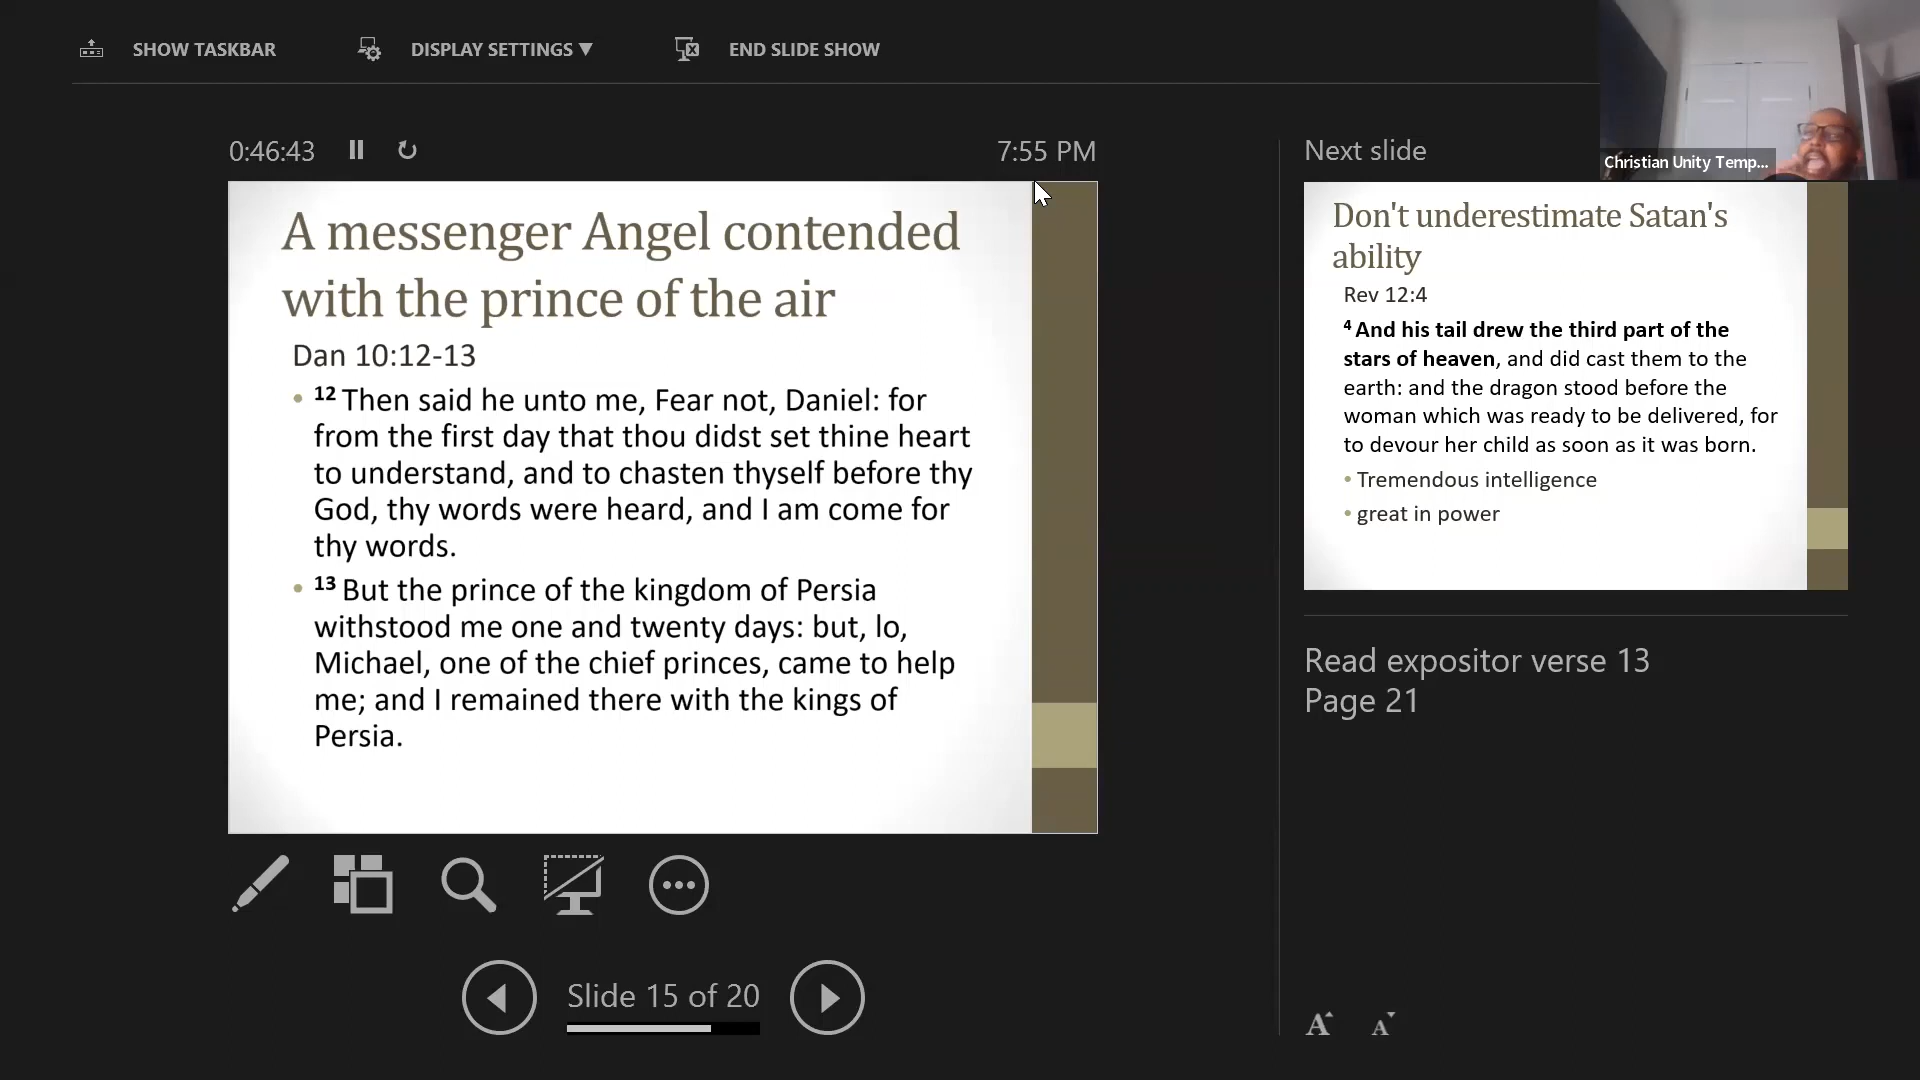 SHOW TASKBAR
DISPLAY SETTINGS ▼
END SLIDE SHOW
0:46:43
7:55 PM
A messenger Angel contended
with the prince of the air
Dan 10:12-13
• 12 Then said he unto me, Fear not, Daniel: for
from the first day that thou didst set thine heart
to understand, and to chasten thyself before thy
God, thy words were heard, and I am come for
thy words.
• 13 But the prince of the kingdom of Persia
withstood me one and twenty days: but, lo,
Michael, one of the chief princes, came to help
me; and I remained there with the kings of
Persia.
Slide 15 of 20
Next slide
Christian Unity Temp...
Don't underestimate Satan's
ability
Rev 12:4
4 And his tail drew the third part of the
stars of heaven, and did cast them to the
earth: and the dragon stood before the
woman which was ready to be delivered, for
to devour her child as soon as it was born.
• Tremendous intelligence
• great in power
Read expositor verse 13
Page 21
A A